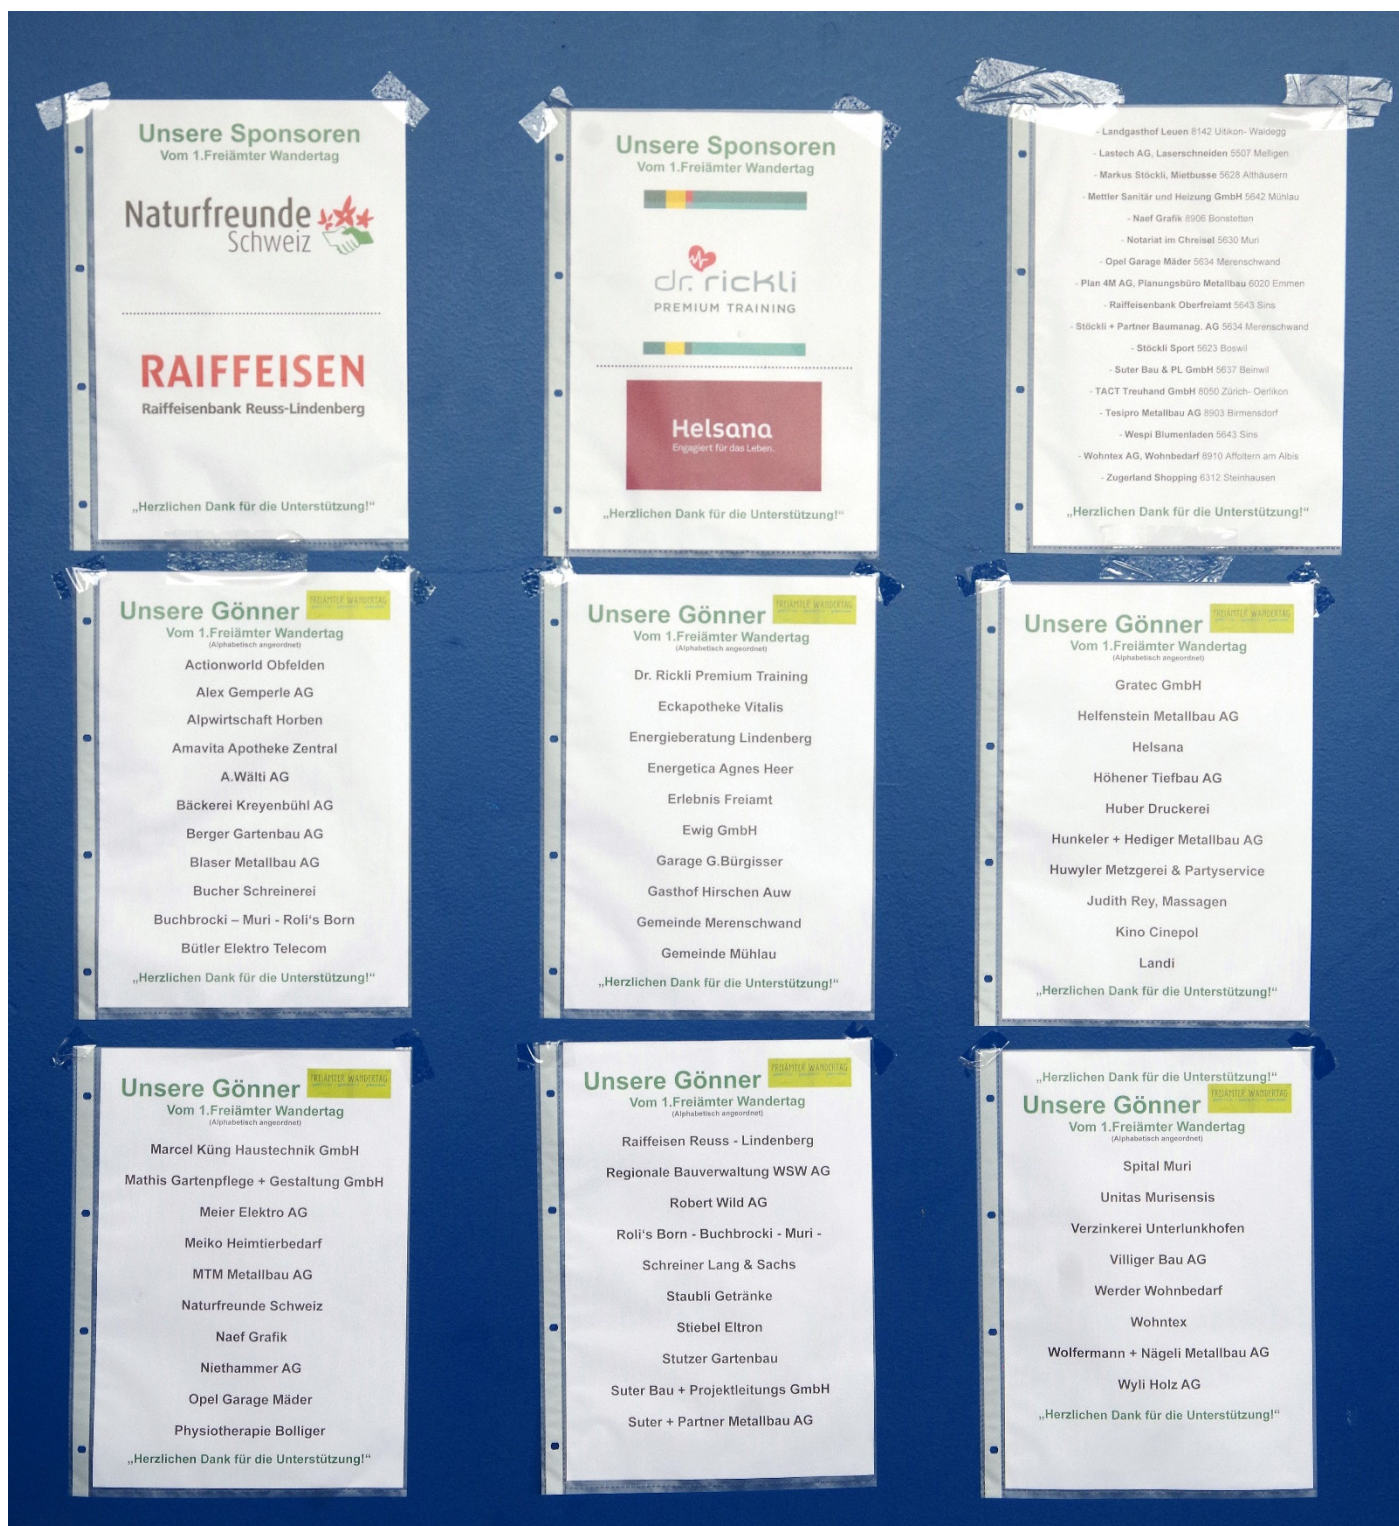 Unsere Sponsoren
Vom 1.Freiämter Wandertag
Naturfreunde
Schweiz
RAIFFEISEN
Raiffeisenbank Reuss-Lindenberg
„Herzlichen Dank für die Unterstützung!“
Unsere Sponsoren
Vom 1.Freiämter Wandertag
dr. rickli
PREMIUM TRAINING
Helsana
Engagiert für das Leben.
„Herzlichen Dank für die Unterstützung!“
- Landgasthof Leuen 8142 Uitikon- Waldegg
- Lastech AG, Laserschneiden 5507 Melligen
- Markus Stöckli, Mietbusse 5628 Althäusern
- Mettler Sanitär und Heizung GmbH 5642 Mühlau
- Naef Grafik 8906 Bonstetten
- Notariat im Chreisel 5630 Muri
- Opel Garage Mäder 5634 Merenschwand
- Plan 4M AG, Planungsbüro Metallbau 6020 Emmen
- Raiffeisenbank Oberfreiamt 5643 Sins
- Stöckli + Partner Baumanag. AG 5634 Merenschwand
- Stöckli Sport 5623 Boswil
- Suter Bau & PL GmbH 5637 Beinwil
- TACT Treuhand GmbH 8050 Zürich- Oerlikon
- Tesipro Metallbau AG 8903 Birmensdorf
- Wespi Blumenladen 5643 Sins
- Wohntex AG, Wohnbedarf 8910 Affoltern am Albis
- Zugerland Shopping 6312 Steinhausen
„Herzlichen Dank für die Unterstützung!“
Unsere Gönner
FREIÄMTER WANDERTAG
Vom 1.Freiämter Wandertag
(Alphabetisch angeordnet)
Actionworld Obfelden
Alex Gemperle AG
Alpwirtschaft Horben
Amavita Apotheke Zentral
A.Wälti AG
Bäckerei Kreyenbühl AG
Berger Gartenbau AG
Blaser Metallbau AG
Bucher Schreinerei
Buchbrocki – Muri - Roli‘s Born
Bütler Elektro Telecom
„Herzlichen Dank für die Unterstützung!“
Unsere Gönner
FREIÄMTER WANDERTAG
Vom 1.Freiämter Wandertag
(Alphabetisch angeordnet)
Dr. Rickli Premium Training
Eckapotheke Vitalis
Energieberatung Lindenberg
Energetica Agnes Heer
Erlebnis Freiamt
Ewig GmbH
Garage G.Bürgisser
Gasthof Hirschen Auw
Gemeinde Merenschwand
Gemeinde Mühlau
„Herzlichen Dank für die Unterstützung!“
Unsere Gönner
FREIÄMTER WANDERTAG
Vom 1.Freiämter Wandertag
(Alphabetisch angeordnet)
Gratec GmbH
Helfenstein Metallbau AG
Helsana
Höhener Tiefbau AG
Huber Druckerei
Hunkeler + Hediger Metallbau AG
Huwyler Metzgerei & Partyservice
Judith Rey, Massagen
Kino Cinepol
Landi
„Herzlichen Dank für die Unterstützung!“
Unsere Gönner
FREIÄMTER WANDERTAG
Vom 1.Freiämter Wandertag
(Alphabetisch angeordnet)
Marcel Küng Haustechnik GmbH
Mathis Gartenpflege + Gestaltung GmbH
Meier Elektro AG
Meiko Heimtierbedarf
MTM Metallbau AG
Naturfreunde Schweiz
Naef Grafik
Niethammer AG
Opel Garage Mäder
Physiotherapie Bolliger
„Herzlichen Dank für die Unterstützung!“
Unsere Gönner
FREIÄMTER WANDERTAG
Vom 1.Freiämter Wandertag
(Alphabetisch angeordnet)
Raiffeisen Reuss - Lindenberg
Regionale Bauverwaltung WSW AG
Robert Wild AG
Roli‘s Born - Buchbrocki - Muri -
Schreiner Lang & Sachs
Staubli Getränke
Stiebel Eltron
Stutzer Gartenbau
Suter Bau + Projektleitungs GmbH
Suter + Partner Metallbau AG
„Herzlichen Dank für die Unterstützung!“
Unsere Gönner
FREIÄMTER WANDERTAG
Vom 1.Freiämter Wandertag
(Alphabetisch angeordnet)
Spital Muri
Unitas Murisensis
Verzinkerei Unterlunkhofen
Villiger Bau AG
Werder Wohnbedarf
Wohntex
Wolfermann + Nägeli Metallbau AG
Wyli Holz AG
„Herzlichen Dank für die Unterstützung!“